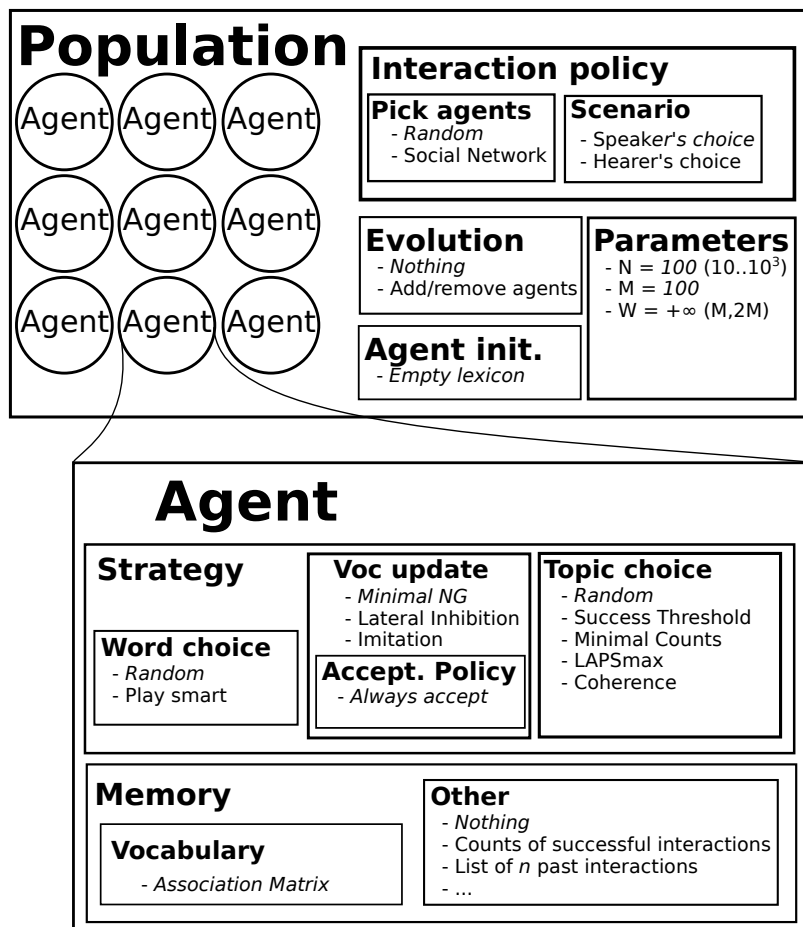 Population
Agent Agent Agent
Agent Agent Agent
Agent Agent Agent
Interaction policy
Pick agents
- Random
- Social Network
Scenario
- Speaker's choice
- Hearer's choice
Evolution
- Nothing
- Add/remove agents
Parameters
- N = 100 (10..10³)
- M = 100
- W = +∞ (M,2M)
Agent init.
- Empty lexicon
Agent
Strategy
Word choice
- Random
- Play smart
Voc update
- Minimal NG
- Lateral Inhibition
- Imitation
Accept. Policy
- Always accept
Topic choice
- Random
- Success Threshold
- Minimal Counts
- LAPSmax
- Coherence
Memory
Vocabulary
- Association Matrix
Other
- Nothing
- Counts of successful interactions
- List of n past interactions
- ...